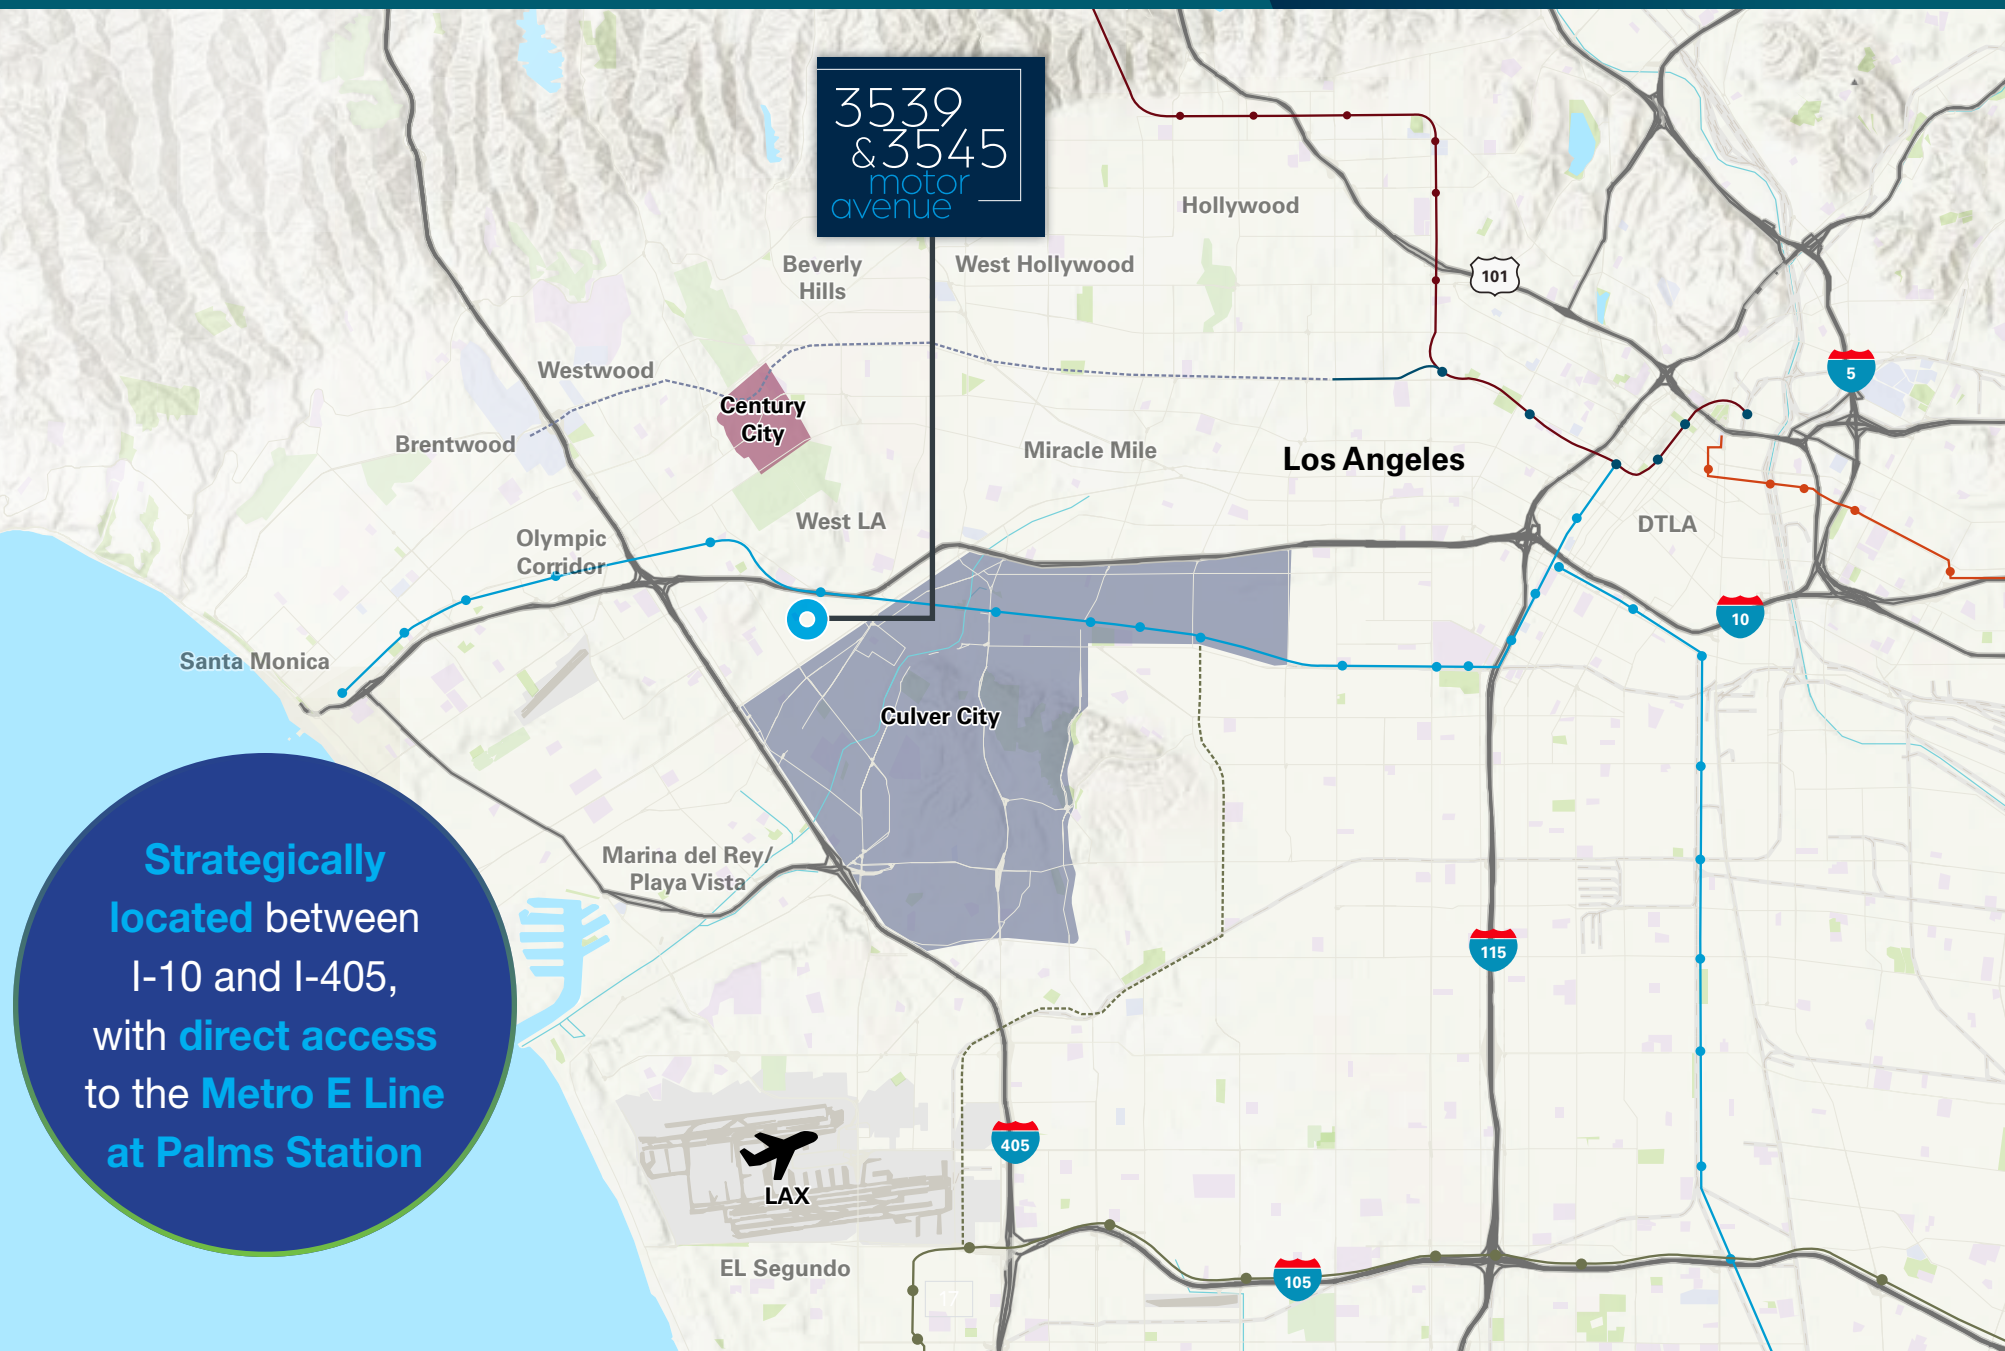 3539
&3545
motor
avenue
Hollywood
Beverly
Hills
West Hollywood
101
5
Westwood
Century
City
Brentwood
Miracle Mile
Los Angeles
West LA
DTLA
Olympic
Corridor
10
Santa Monica
Culver City
Marina del Rey/
Playa Vista
115
Strategically
located between
I-10 and I-405,
with direct access
to the Metro E Line
at Palms Station
405
LAX
EL Segundo
105
17